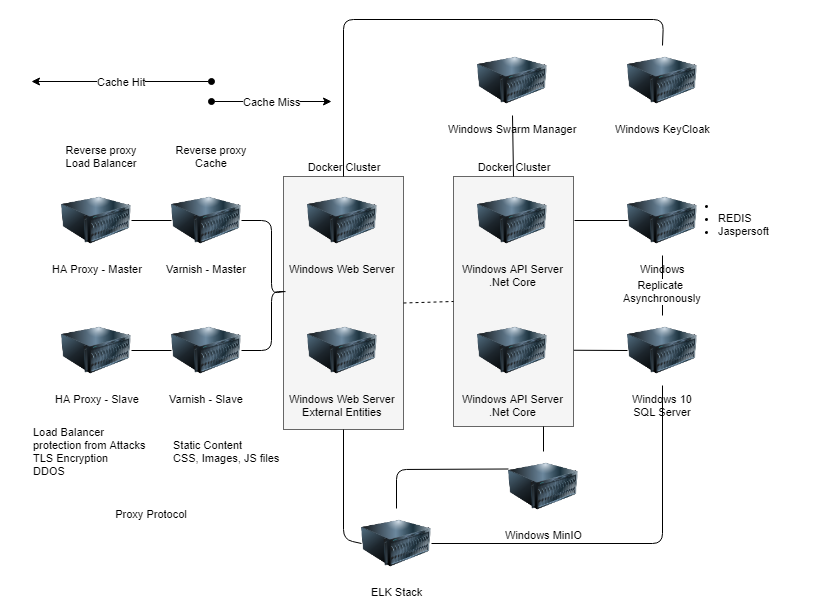 Cache Hit
Cache Miss
Windows Swarm Manager
Windows KeyCloak
Reverse proxy
Load Balancer
Reverse proxy
Cache
Docker Cluster
Docker Cluster
• 
• REDIS
• Jaspersoft
HA Proxy - Master
Varnish - Master
Windows Web Server
Windows API Server
.Net Core
Windows
Replicate
Asynchronously
HA Proxy - Slave
Varnish - Slave
Windows Web Server
External Entities
Windows API Server
.Net Core
Windows 10
SQL Server
Load Balancer
protection from Attacks
TLS Encryption
DDOS
Static Content
CSS, Images, JS files
Proxy Protocol
Windows MinIO
ELK Stack